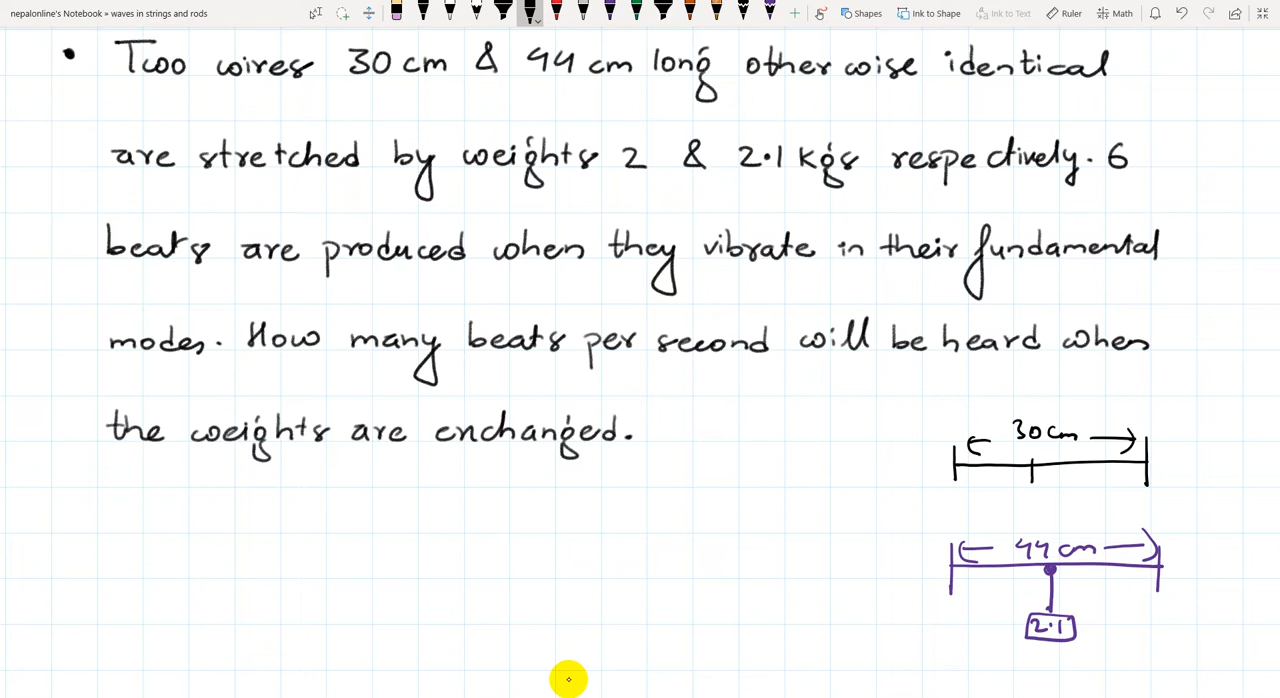 nepalonline's Notebook » waves in strings and rods
Shapes Ink to Shape Ink to Text Ruler Math
• Two wires 30 cm & 44 cm long otherwise identical
are stretched by weights 2 & 2.1 kgs respectively. 6
beats are produced when they vibrate in their fundamental
modes. How many beats per second will be heard when
the weights are enchanged.
30 cm
44 cm
2.1